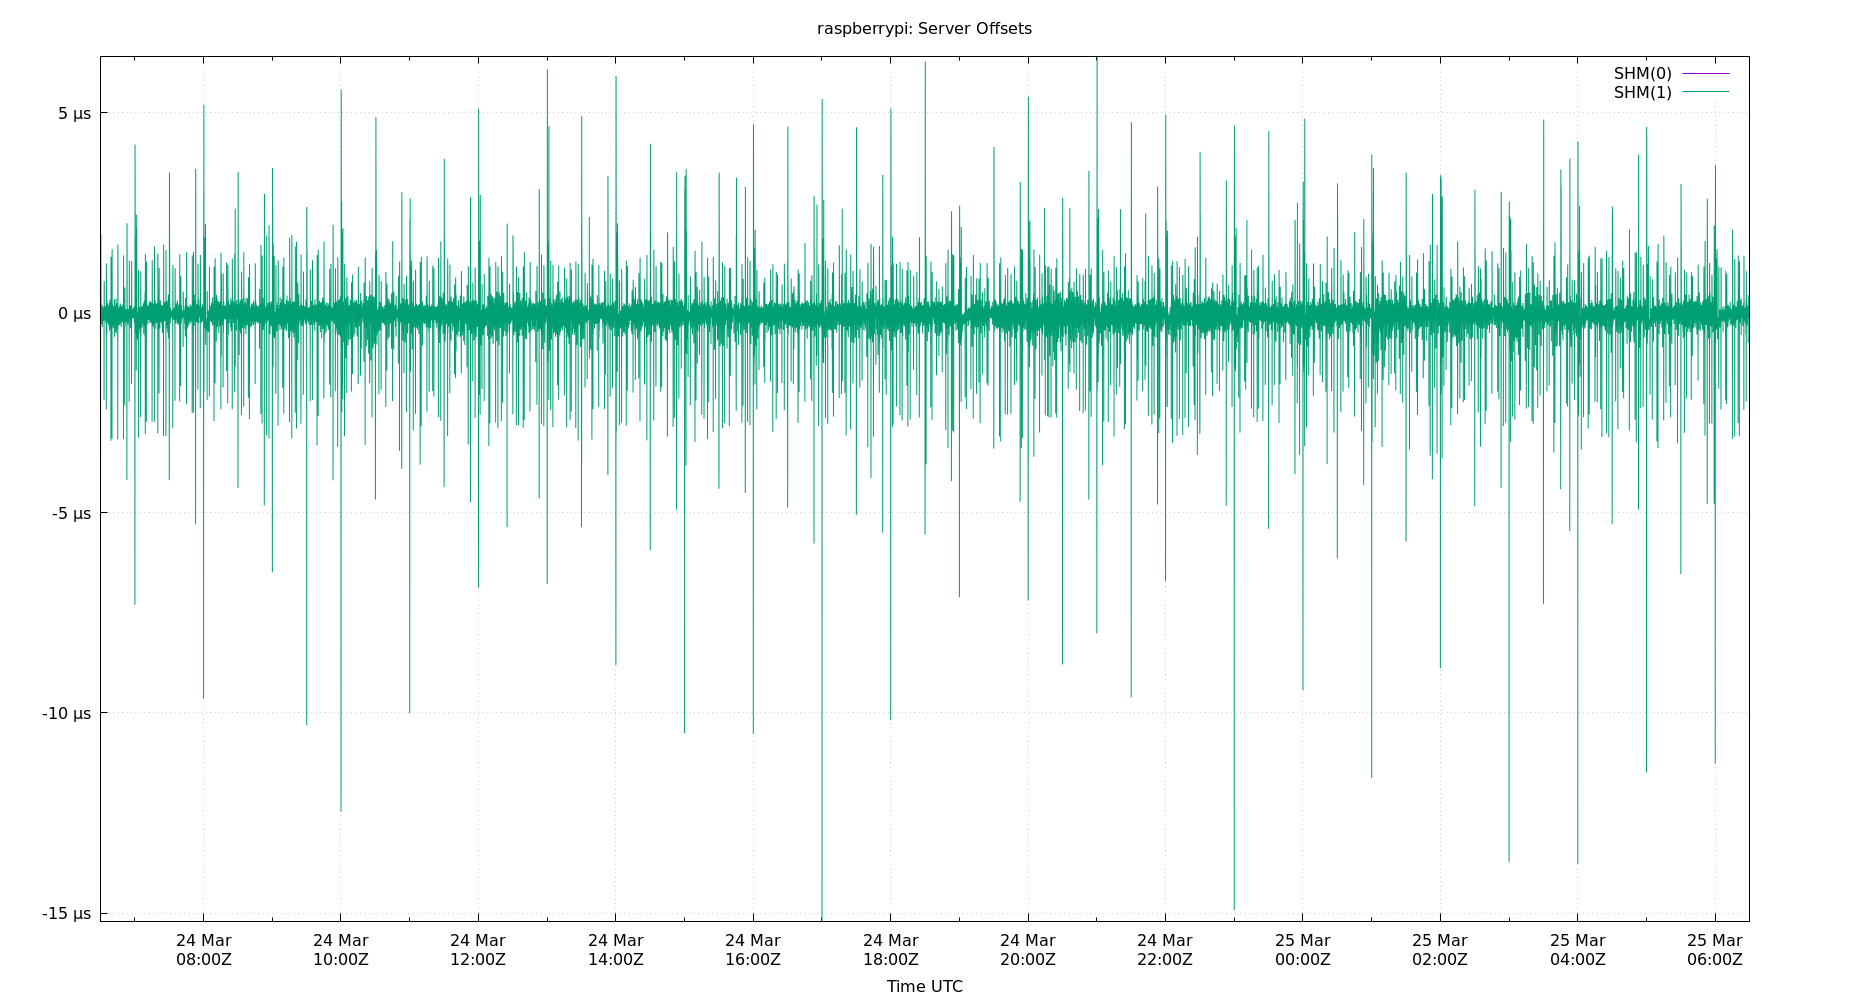 raspberrypi: Server Offsets
SHM(0)
SHM(1)
5 µs
0 µs
-5 µs
-10 µs
-15 µs
24 Mar 24 Mar 24 Mar 24 Mar 24 Mar 24 Mar 24 Mar 24 Mar 25 Mar 25 Mar 25 Mar 25 Mar
08:00Z 10:00Z 12:00Z 14:00Z 16:00Z 18:00Z 20:00Z 22:00Z 00:00Z 02:00Z 04:00Z 06:00Z
Time UTC